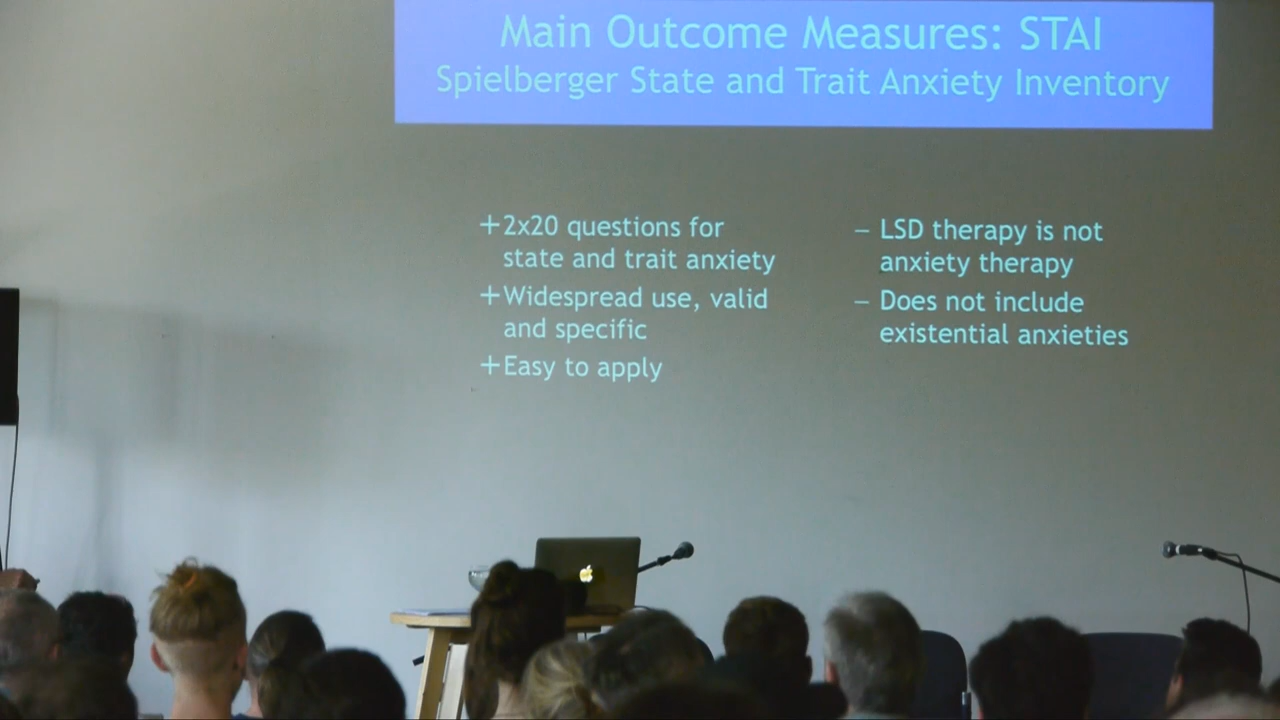 Main Outcome Measures: STAI
Spielberger State and Trait Anxiety Inventory
+2x20 questions for
state and trait anxiety
+Widespread use, valid
and specific
+Easy to apply
– LSD therapy is not
anxiety therapy
– Does not include
existential anxieties